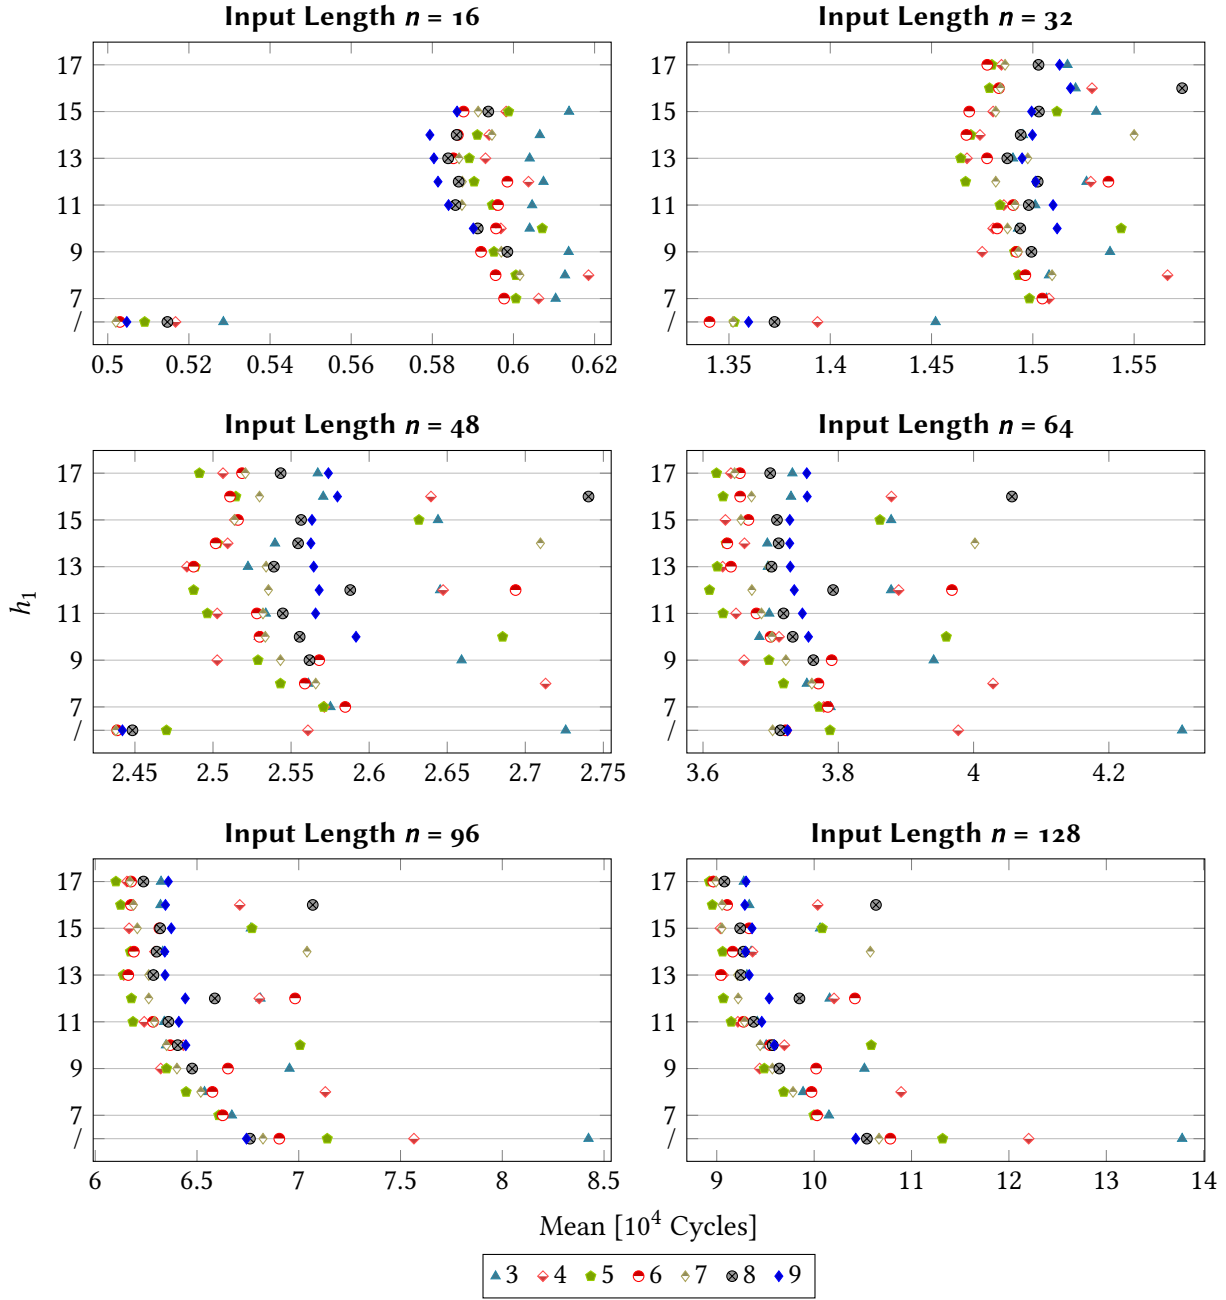 Input Length n = 16
Input Length n = 32
17
15
13
11
9
7
/
0.5 0.52 0.54 0.56 0.58 0.6 0.62
17
15
13
11
9
7
/
1.35 1.4 1.45 1.5 1.55
Input Length n = 48
Input Length n = 64
h₁
17
15
13
11
9
7
/
2.45 2.5 2.55 2.6 2.65 2.7 2.75
17
15
13
11
9
7
/
3.6 3.8 4 4.2
Input Length n = 96
Input Length n = 128
17
15
13
11
9
7
/
6 6.5 7 7.5 8 8.5
17
15
13
11
9
7
/
9 10 11 12 13 14
Mean [10⁴ Cycles]
3 4 5 6 7 8 9